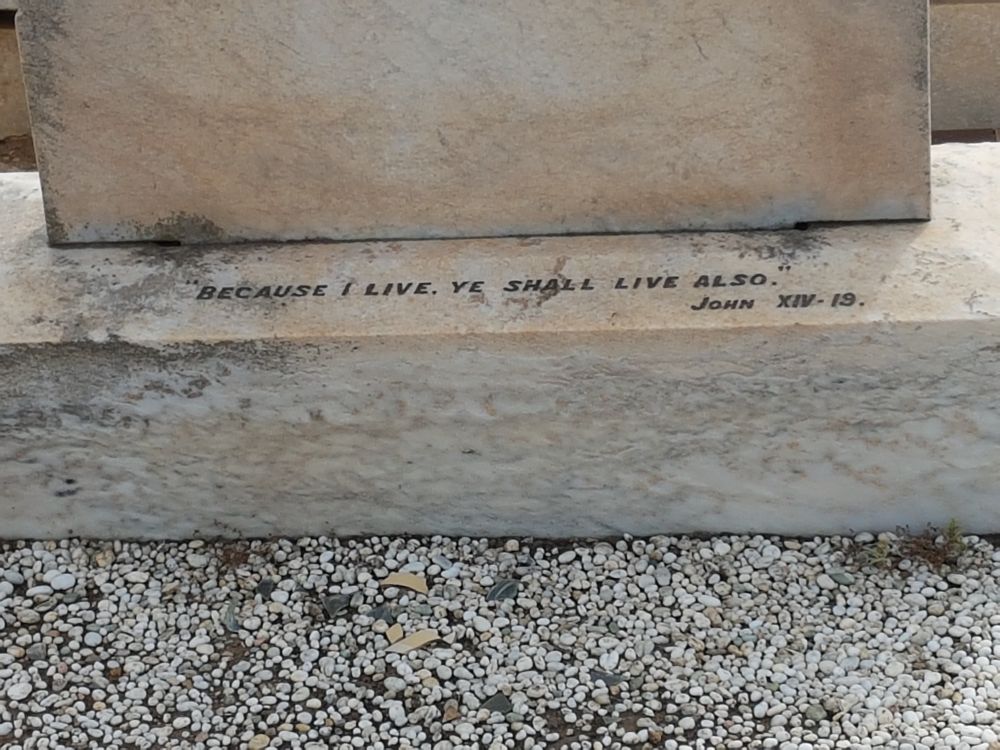 "BECAUSE I LIVE. YE SHALL LIVE ALSO."
JOHN XIV-19.